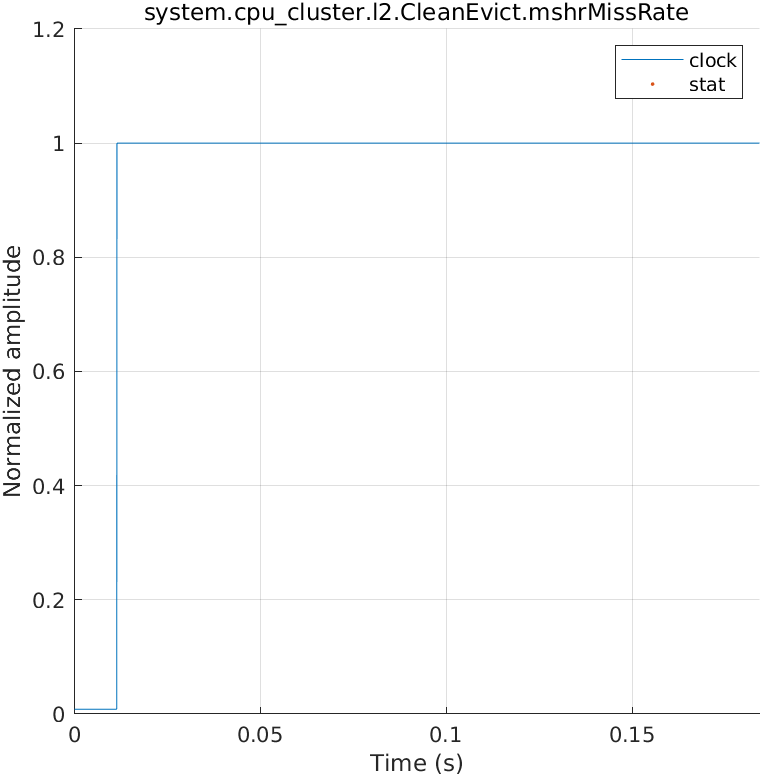 system.cpu_cluster.l2.CleanEvict.mshrMissRate
1.2
clock
stat
1
0.8
Normalized amplitude
0.6
0.4
0.2
0
0 0.05 0.1 0.15
Time (s)